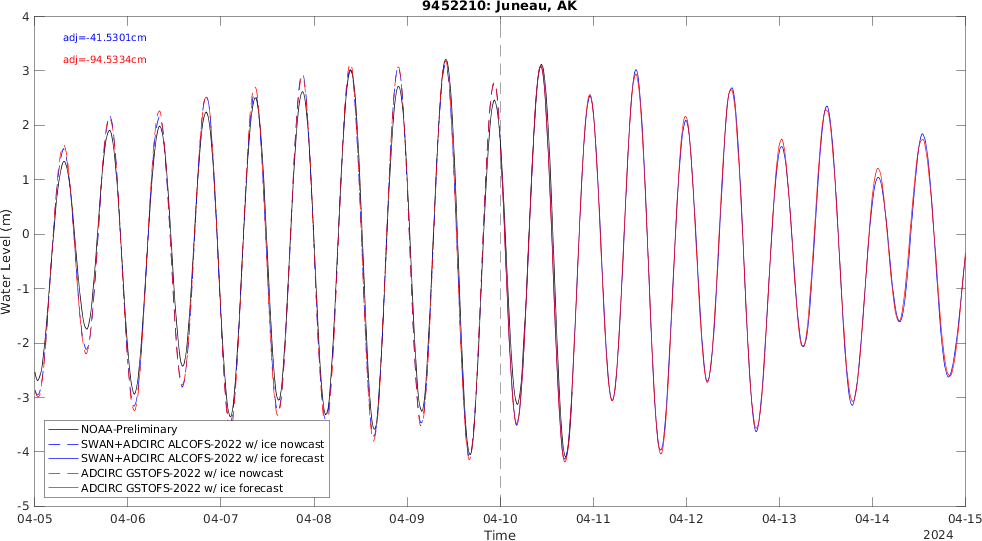 9452210: Juneau, AK
adj=-41.5301cm
adj=-94.5334cm
Water Level (m)
4
3
2
1
0
-1
-2
-3
-4
-5
NOAA-Preliminary
SWAN+ADCIRC ALCOFS-2022 w/ ice nowcast
SWAN+ADCIRC ALCOFS-2022 w/ ice forecast
ADCIRC GSTOFS-2022 w/ ice nowcast
ADCIRC GSTOFS-2022 w/ ice forecast
04-05 04-06 04-07 04-08 04-09 04-10 04-11 04-12 04-13 04-14 04-15
Time
2024